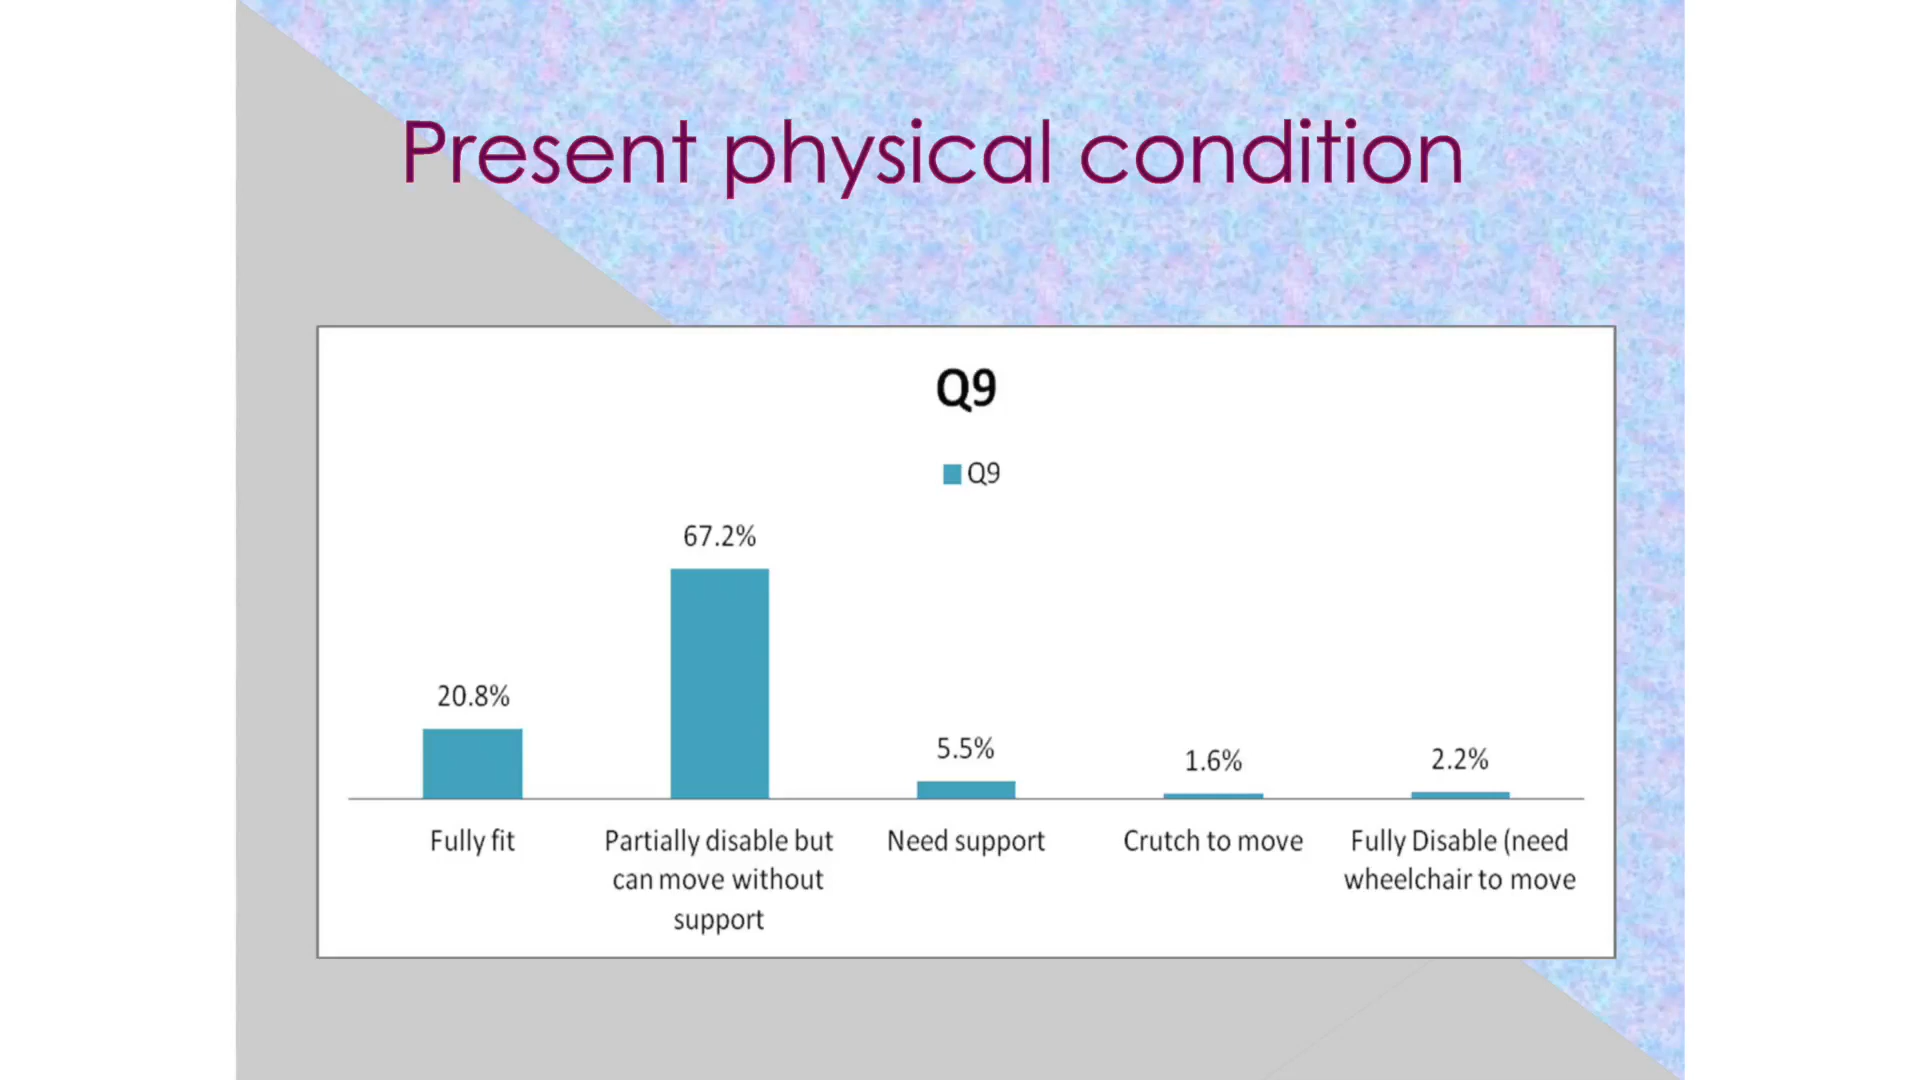 Present physical condition
Q9
Q9
67.2%
20.8%
5.5%
1.6%
2.2%
Fully fit
Partially disable but
can move without
support
Need support
Crutch to move
Fully Disable (need
wheelchair to move